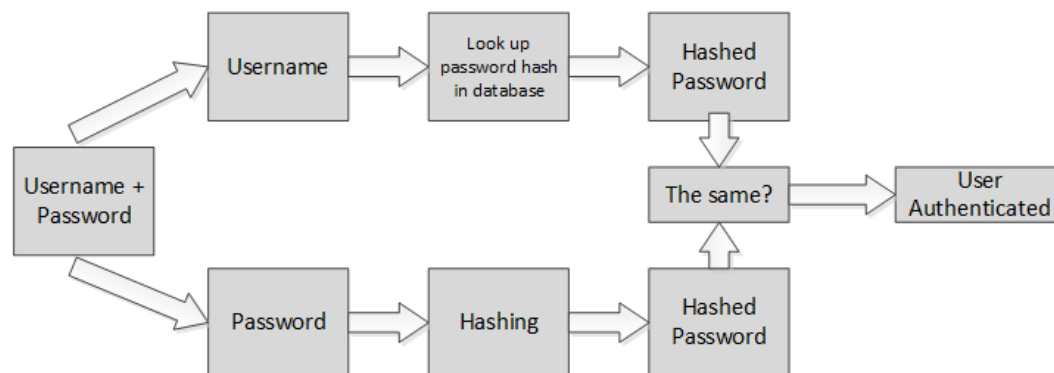 Username
Look up
password hash
in database
Hashed
Password
Username +
Password
The same?
User
Authenticated
Password
Hashing
Hashed
Password